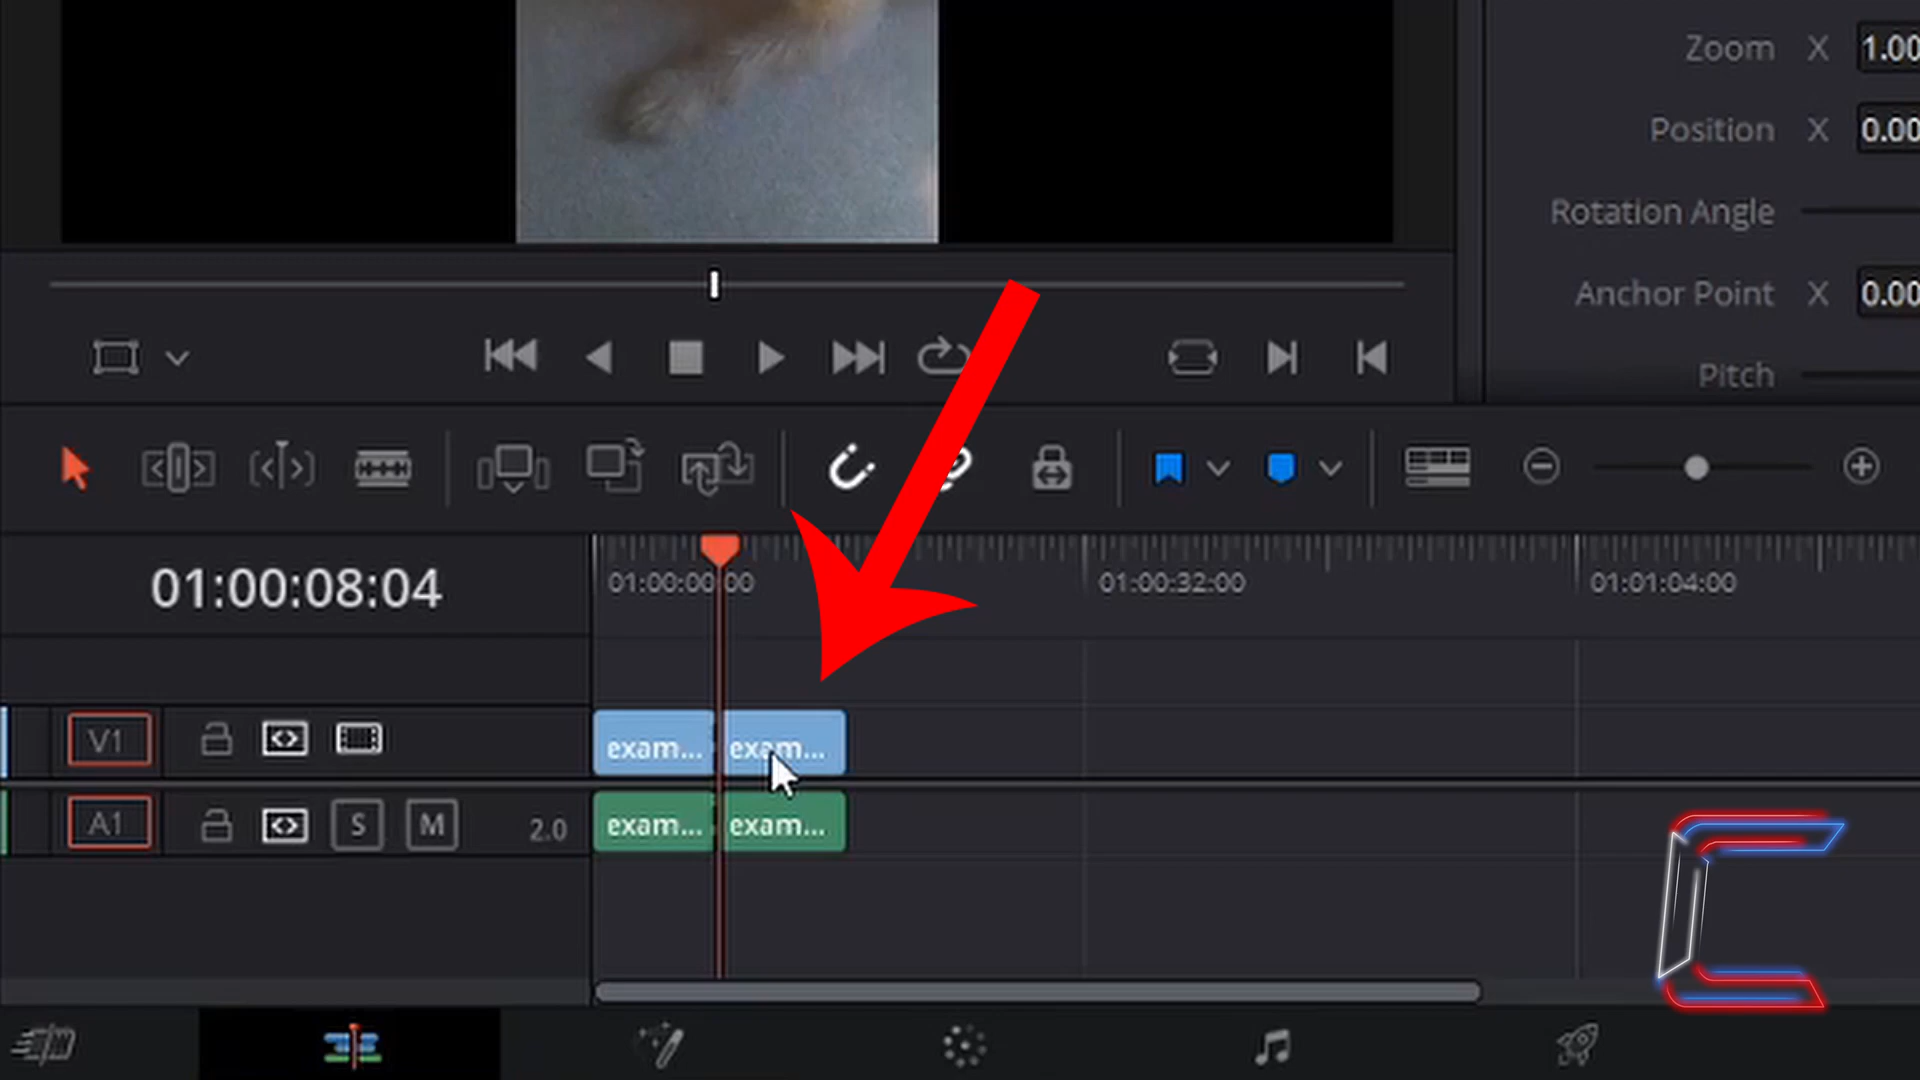 Zoom X 1.00
Position X 0.00
Rotation Angle
Anchor Point X 0.00
Pitch
01:00:08:04
01:00:00:00 01:00:32:00 01:01:04:00
V1 exam... exam...
A1 S M 2.0 exam... exam...